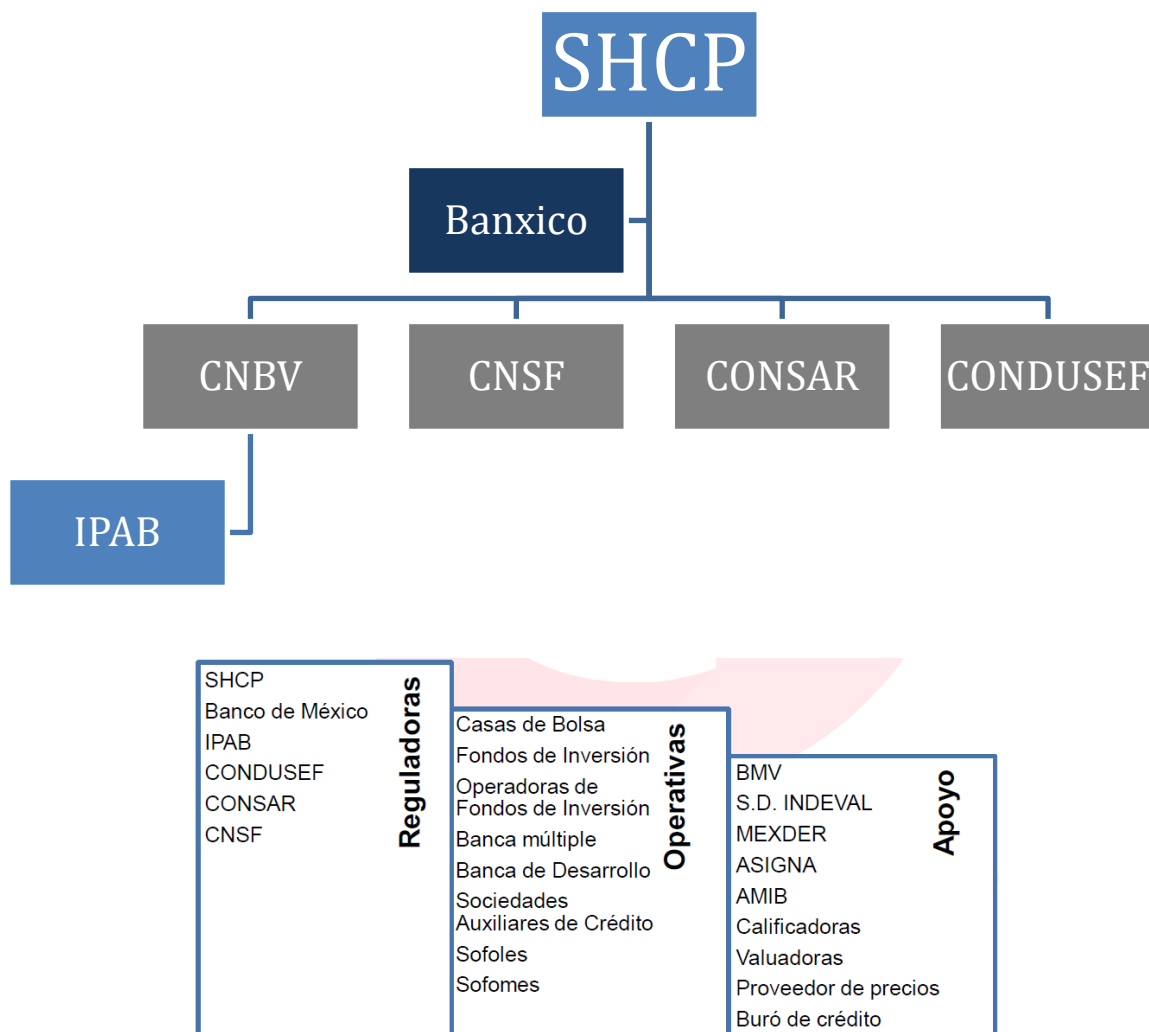 SHCP
Banxico
CNBV
CNSF
CONSAR
CONDUSEF
IPAB
SHCP
Banco de México
IPAB
CONDUSEF
CONSAR
CNSF
Reguladoras
Casas de Bolsa
Fondos de Inversión
Operadoras de
Fondos de Inversión
Banca múltiple
Banca de Desarrollo
Sociedades
Auxiliares de Crédito
Sofoles
Sofomes
Operativas
BMV
S.D. INDEVAL
MEXDER
ASIGNA
AMIB
Calificadoras
Valuadoras
Proveedor de precios
Buró de crédito
Apoyo